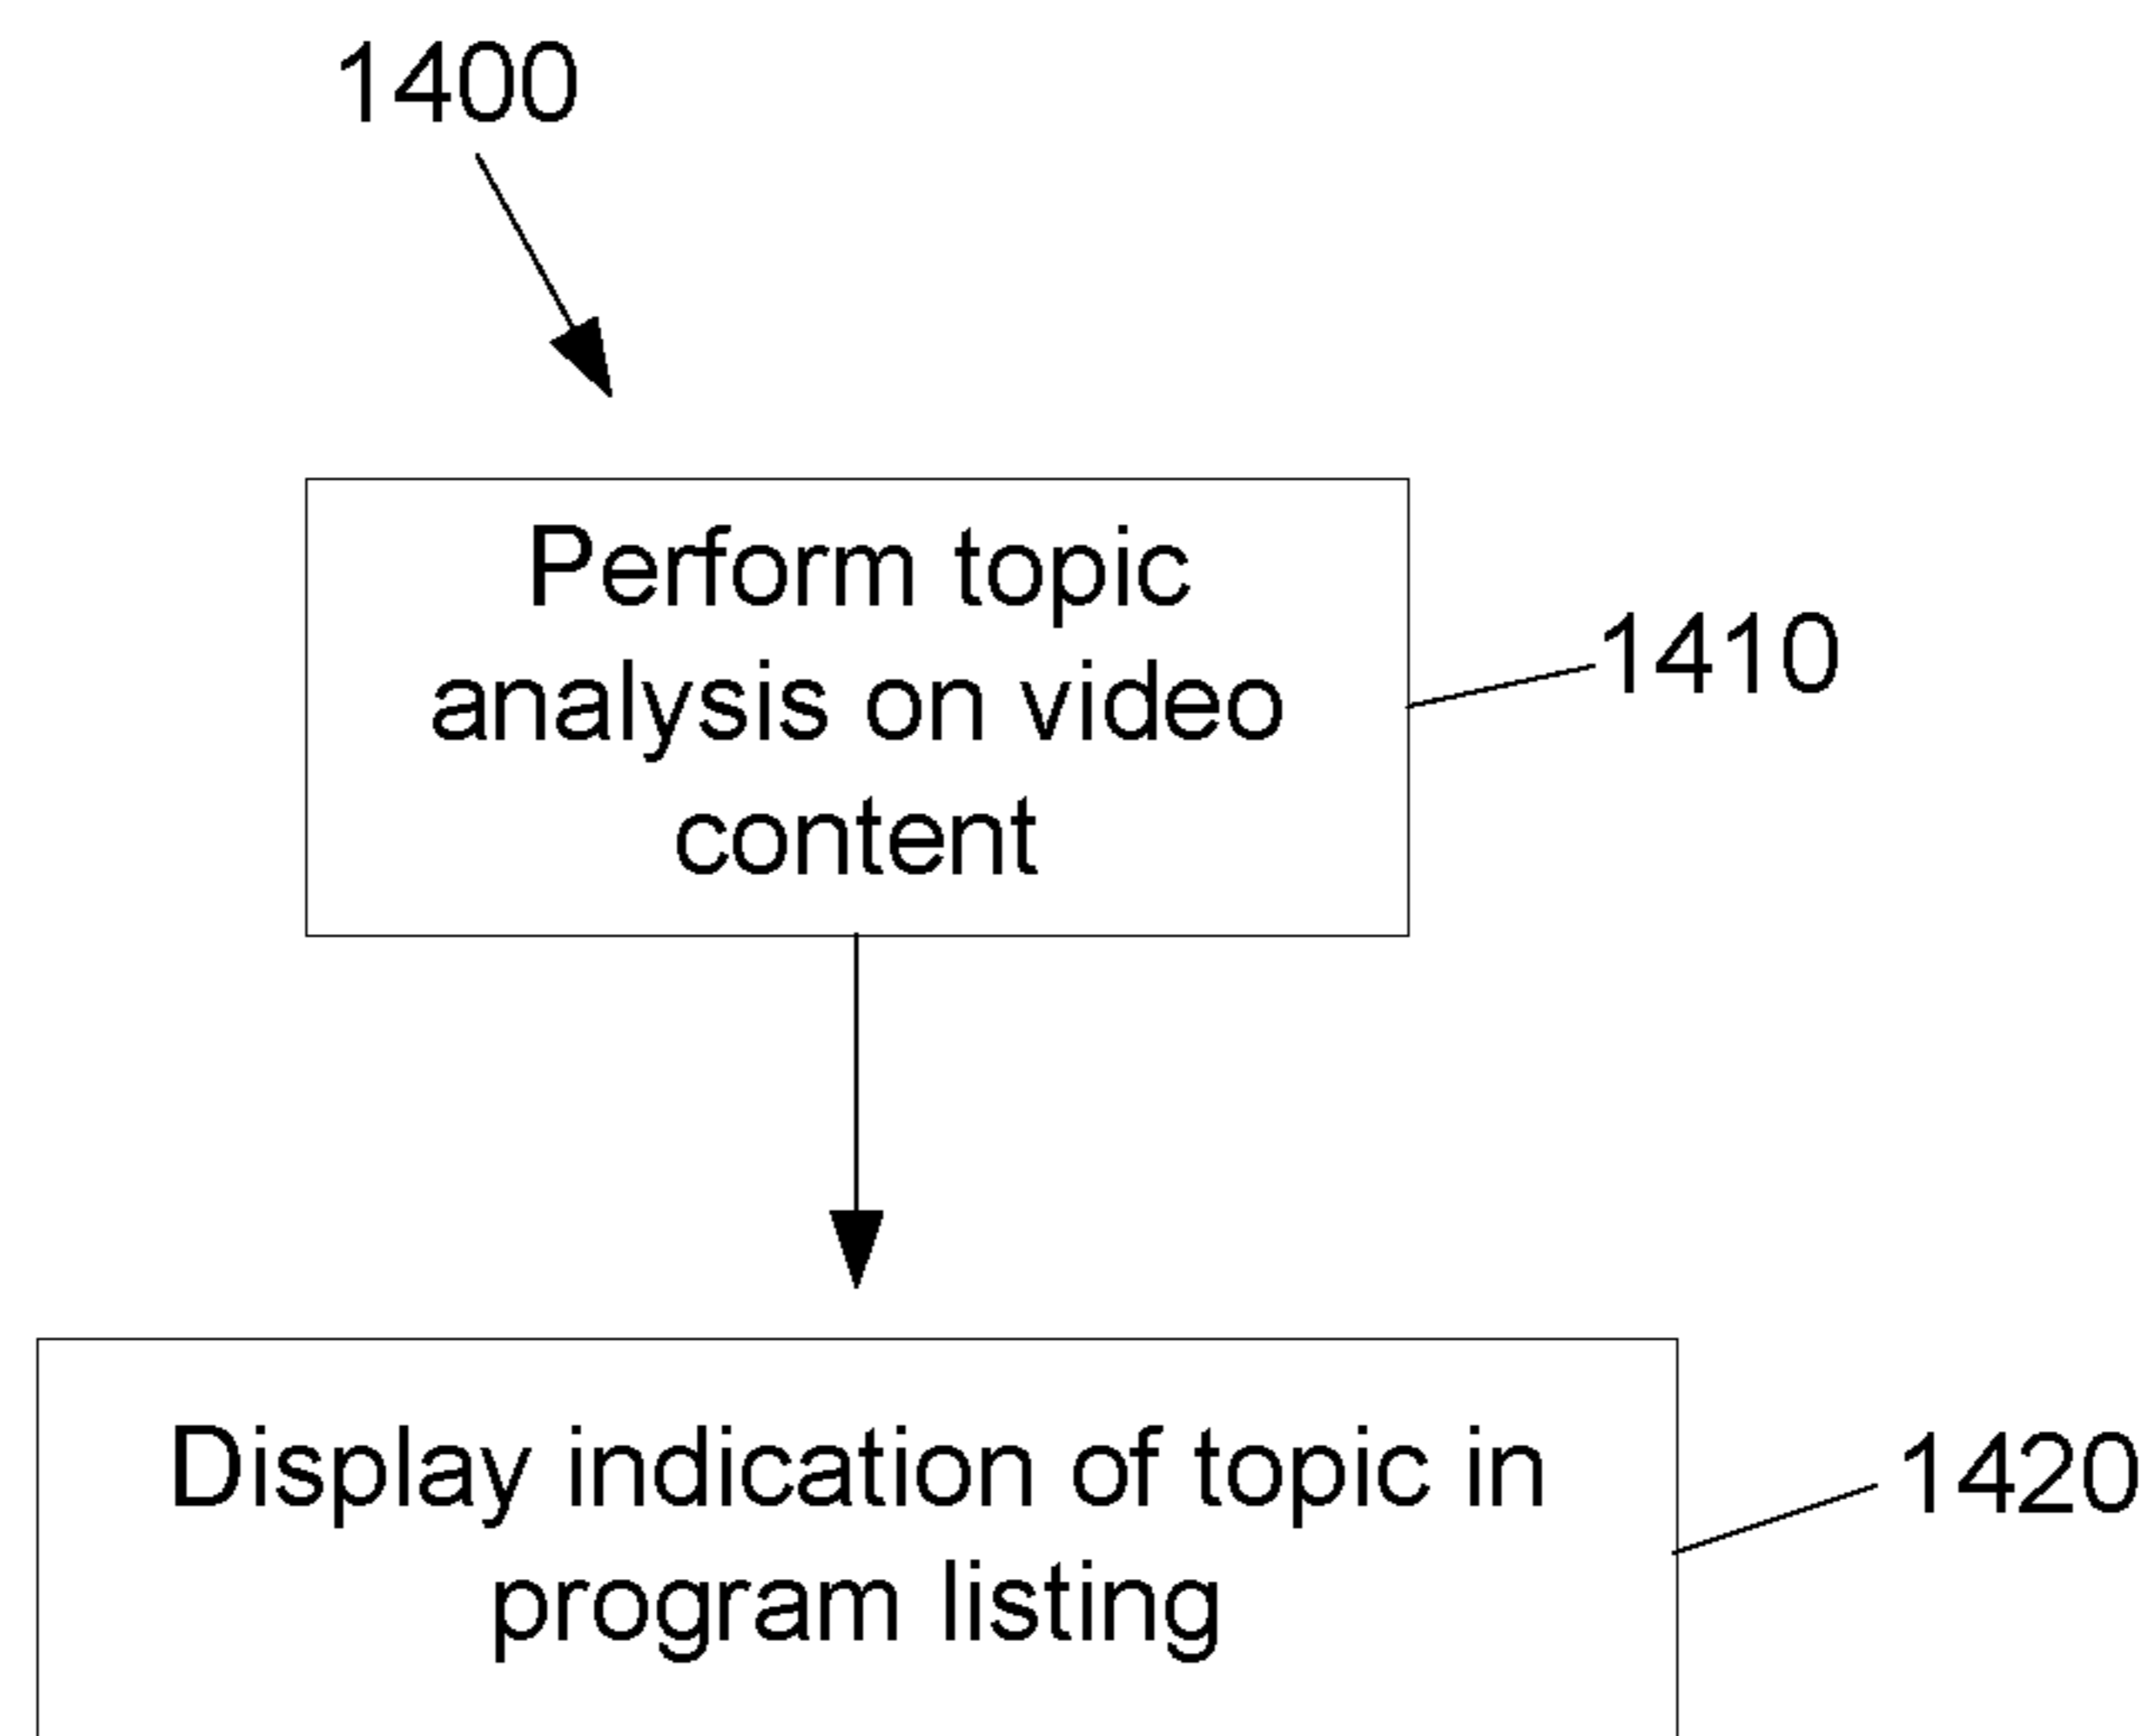 1400
Perform topic
analysis on video
content
1410
Display indication of topic in
program listing
1420